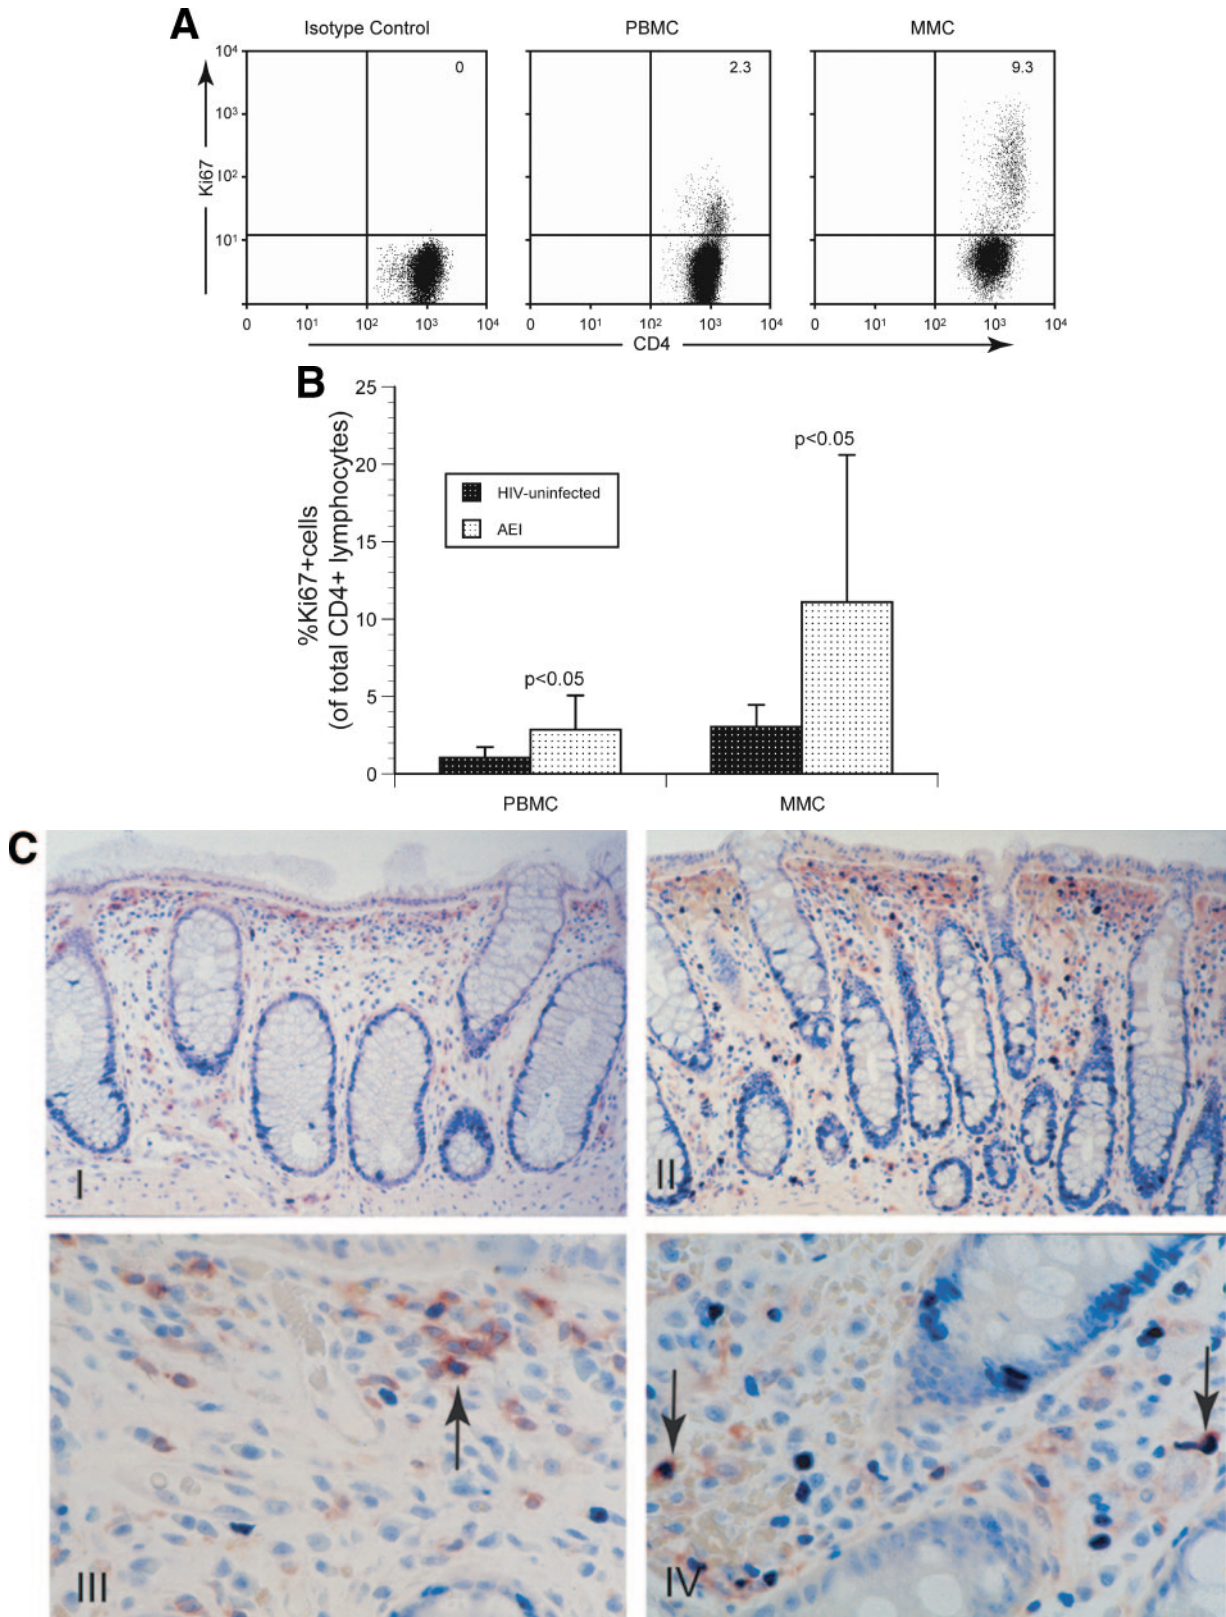 A
Isotype Control
PBMC
MMC
0
2.3
9.3
10⁴
10³
10²
10¹
Ki67
0 10¹ 10² 10³ 10⁴
0 10¹ 10² 10³ 10⁴
0 10¹ 10² 10³ 10⁴
CD4
B
25
20
15
10
5
0
%Ki67+cells
(of total CD4+ lymphocytes)
HIV-uninfected
AEI
p<0.05
p<0.05
PBMC
MMC
C
I
II
III
IV